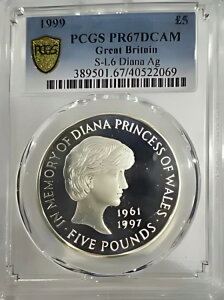 1999 £5
PCGS PR67DCAM
Great Britain
S-L6 Diana Ag
389501.67/40522069
PCGS
IN MEMORY OF DIANA PRINCESS OF WALES
1961
1997
· FIVE POUNDS ·